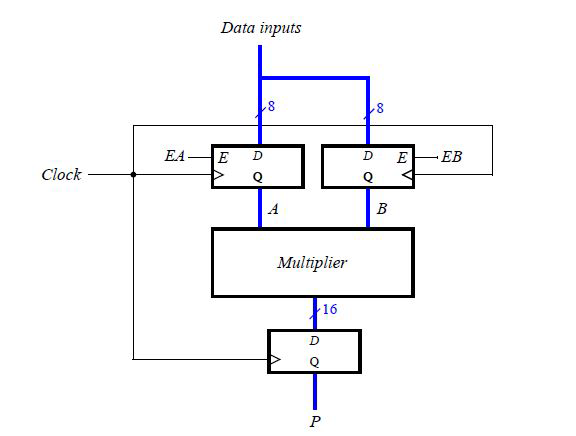 Data inputs
8 8
EA E D D E EB
Clock Q Q
A B
Multiplier
16
D
Q
P